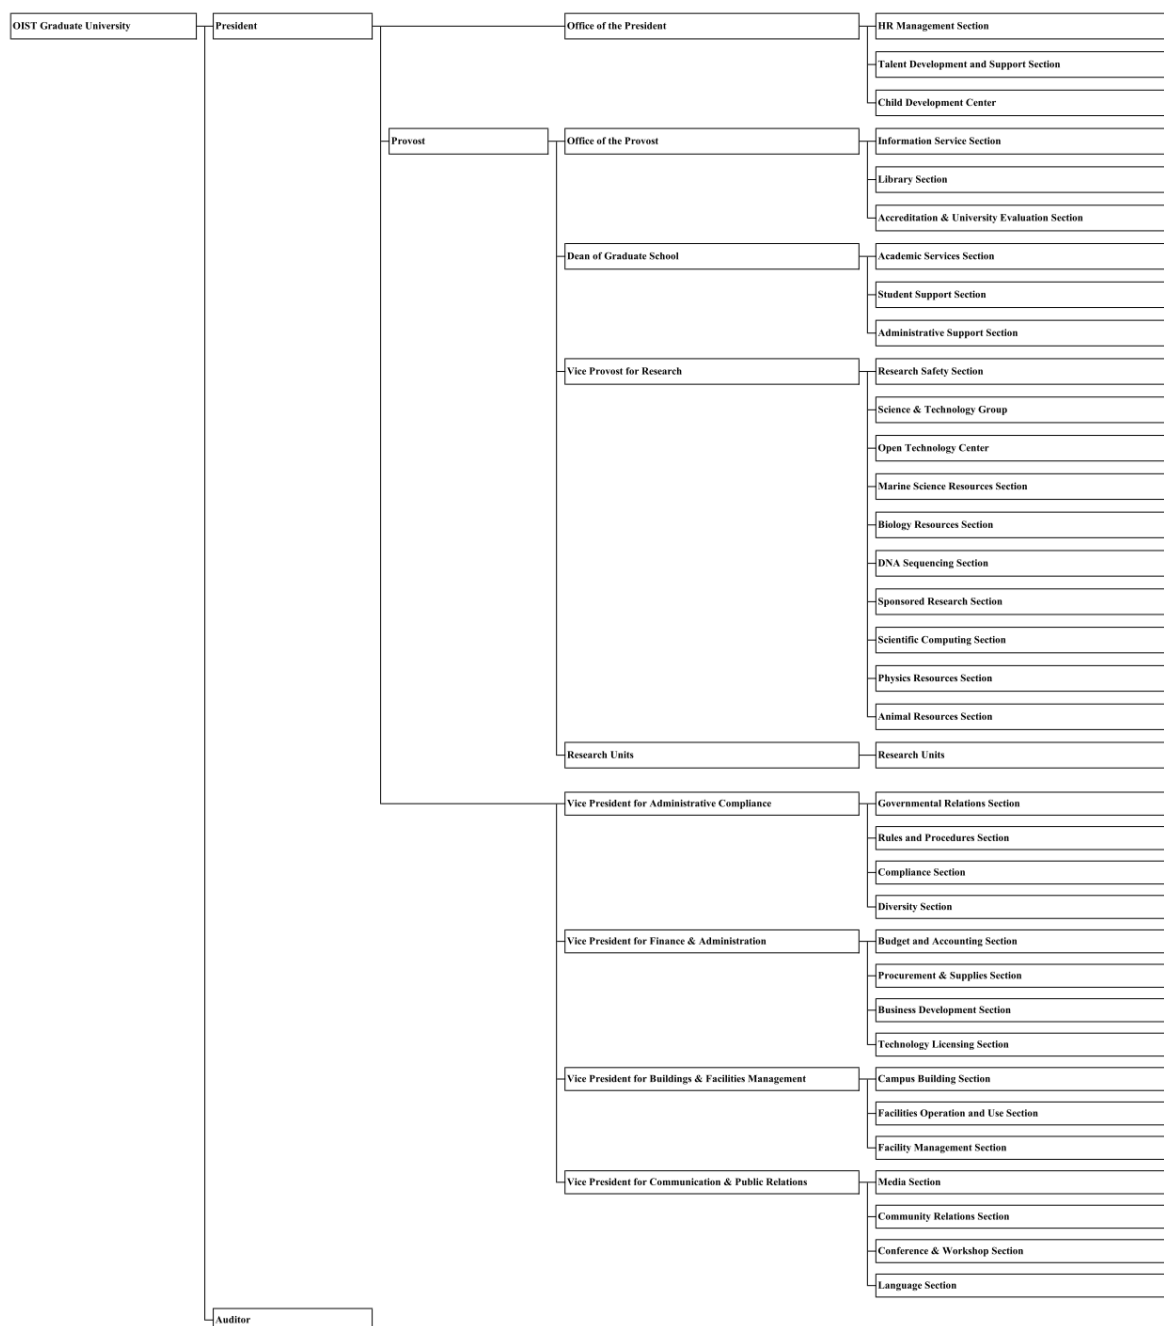 OIST Graduate University
President
Office of the President
HR Management Section
Talent Development and Support Section
Child Development Center
Provost
Office of the Provost
Information Service Section
Library Section
Accreditation & University Evaluation Section
Dean of Graduate School
Academic Services Section
Student Support Section
Administrative Support Section
Vice Provost for Research
Research Safety Section
Science & Technology Group
Open Technology Center
Marine Science Resources Section
Biology Resources Section
DNA Sequencing Section
Sponsored Research Section
Scientific Computing Section
Physics Resources Section
Animal Resources Section
Research Units
Research Units
Vice President for Administrative Compliance
Governmental Relations Section
Rules and Procedures Section
Compliance Section
Diversity Section
Vice President for Finance & Administration
Budget and Accounting Section
Procurement & Supplies Section
Business Development Section
Technology Licensing Section
Vice President for Buildings & Facilities Management
Campus Building Section
Facilities Operation and Use Section
Facility Management Section
Vice President for Communication & Public Relations
Media Section
Community Relations Section
Conference & Workshop Section
Language Section
Auditor